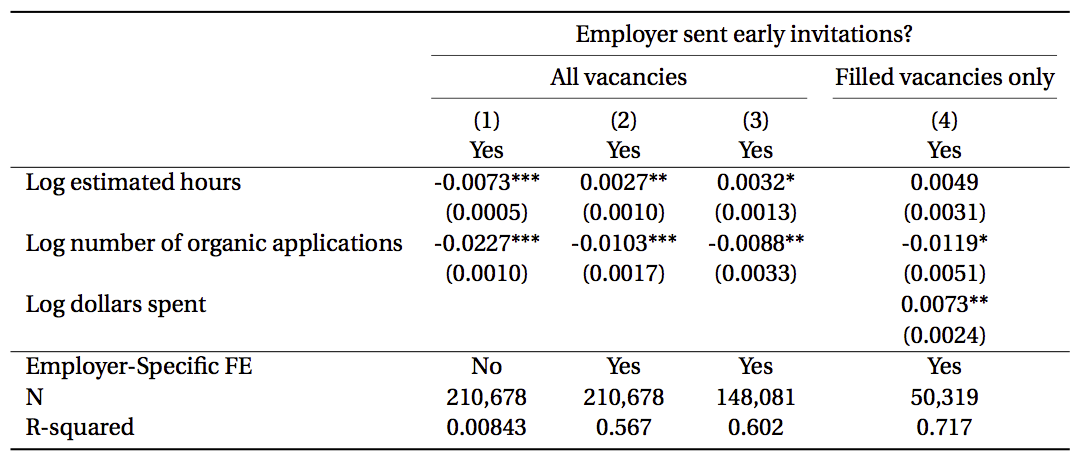 Employer sent early invitations?
All vacancies Filled vacancies only
(1) (2) (3) (4)
Yes Yes Yes Yes
Log estimated hours -0.0073*** 0.0027** 0.0032* 0.0049
(0.0005) (0.0010) (0.0013) (0.0031)
Log number of organic applications -0.0227*** -0.0103*** -0.0088** -0.0119*
(0.0010) (0.0017) (0.0033) (0.0051)
Log dollars spent 0.0073**
(0.0024)
Employer-Specific FE No Yes Yes Yes
N 210,678 210,678 148,081 50,319
R-squared 0.00843 0.567 0.602 0.717